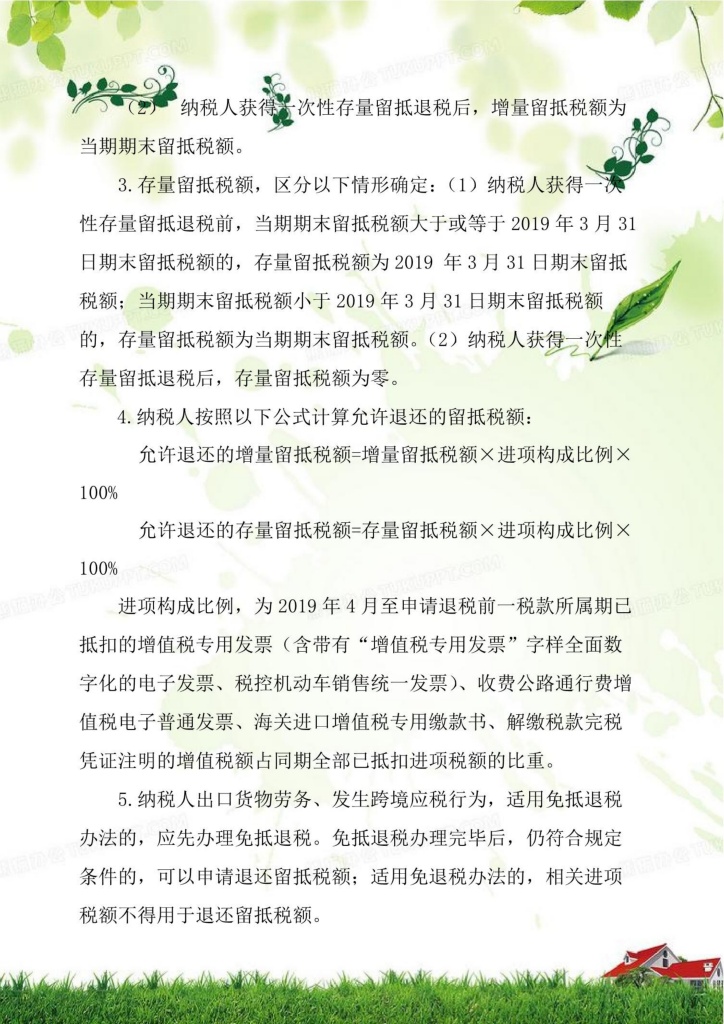 （2） 纳税人获得一次性存量留抵退税后，增量留抵税额为
当期期末留抵税额。
3.存量留抵税额，区分以下情形确定：（1）纳税人获得一次
性存量留抵退税前，当期期末留抵税额大于或等于 2019 年 3 月 31
日期末留抵税额的，存量留抵税额为 2019 年 3 月 31 日期末留抵
税额；当期期末留抵税额小于 2019 年 3 月 31 日期末留抵税额
的，存量留抵税额为当期期末留抵税额。（2）纳税人获得一次性
存量留抵退税后，存量留抵税额为零。
4.纳税人按照以下公式计算允许退还的留抵税额：
允许退还的增量留抵税额=增量留抵税额×进项构成比例×
100%
允许退还的存量留抵税额=存量留抵税额×进项构成比例×
100%
进项构成比例，为 2019 年 4 月至申请退税前一税款所属期已
抵扣的增值税专用发票（含带有“增值税专用发票”字样全面数
字化的电子发票、税控机动车销售统一发票）、收费公路通行费增
值税电子普通发票、海关进口增值税专用缴款书、解缴税款完税
凭证注明的增值税额占同期全部已抵扣进项税额的比重。
5.纳税人出口货物劳务、发生跨境应税行为，适用免抵退税
办法的，应先办理免抵退税。免抵退税办理完毕后，仍符合规定
条件的，可以申请退还留抵税额；适用免退税办法的，相关进项
税额不得用于退还留抵税额。